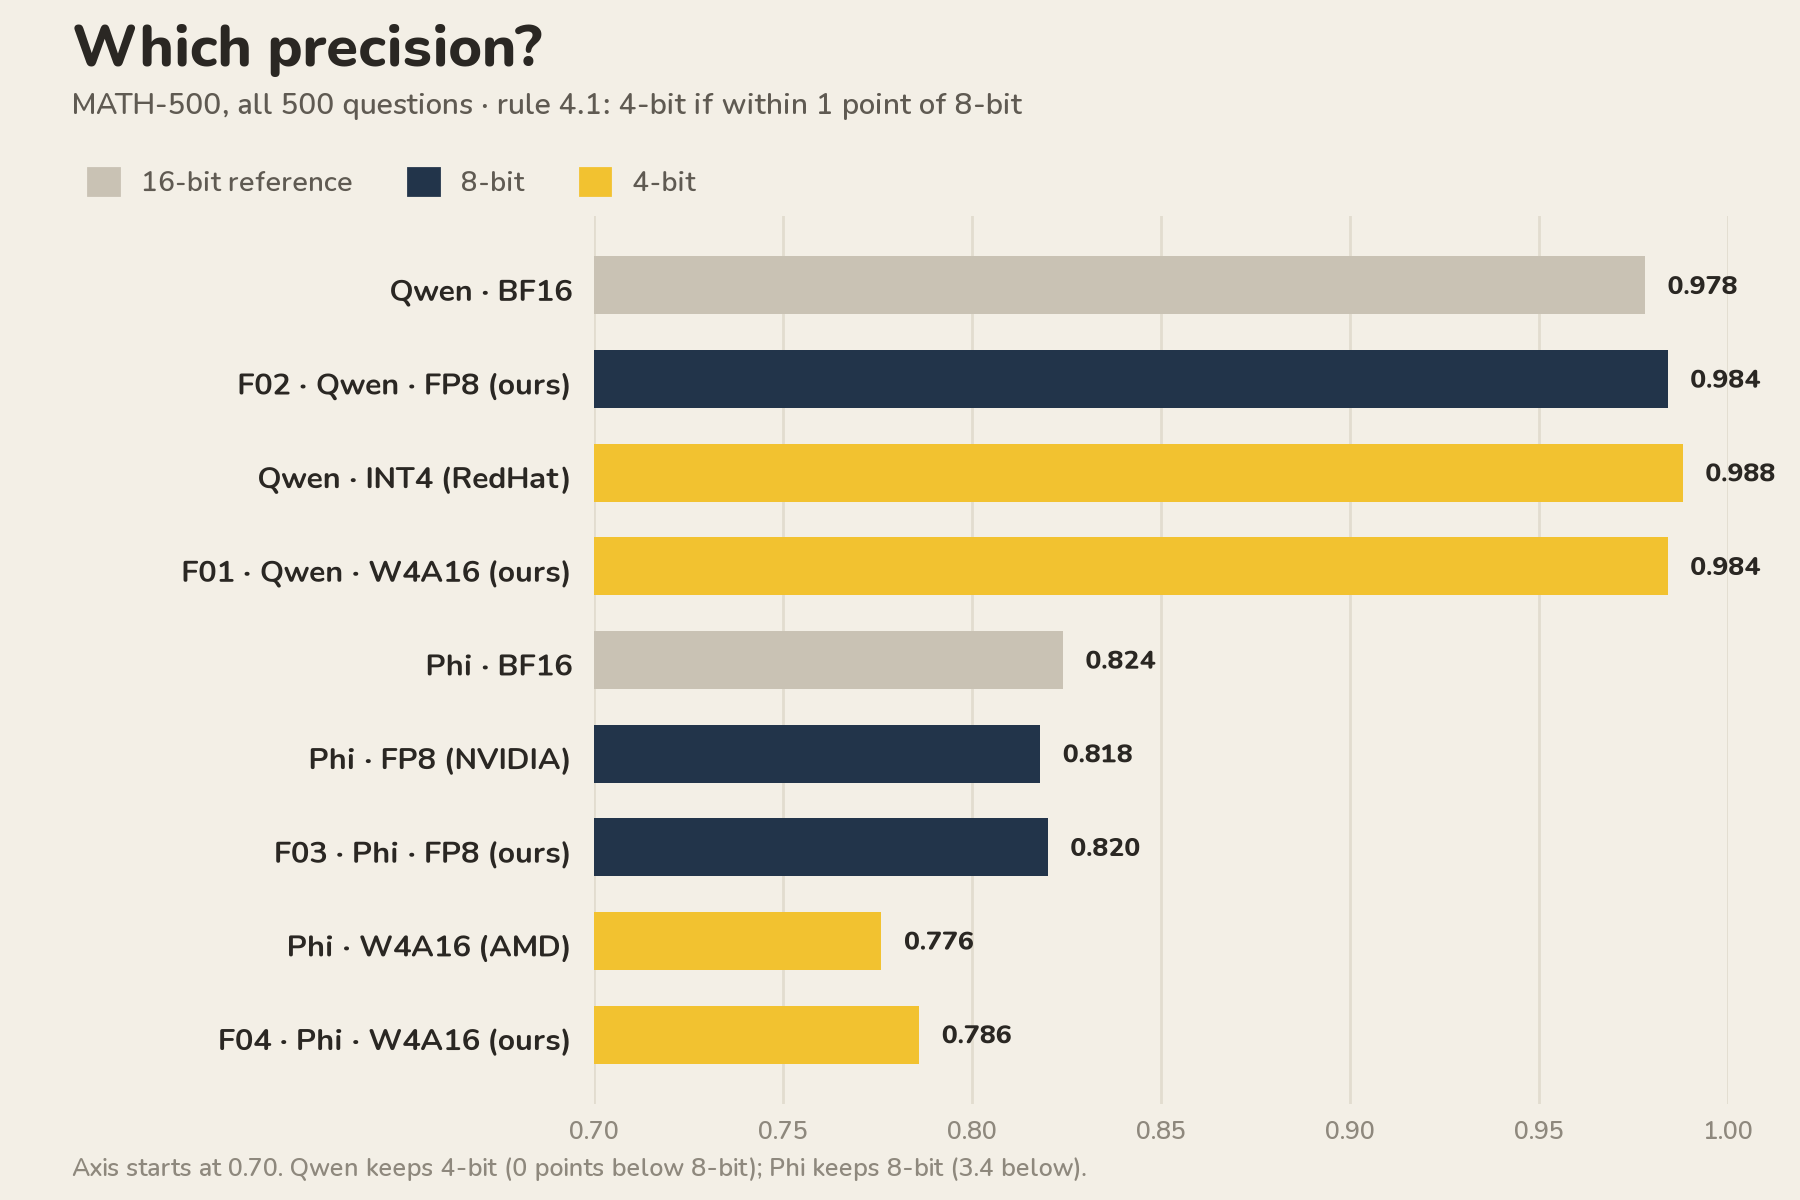 Which precision?
MATH-500, all 500 questions · rule 4.1: 4-bit if within 1 point of 8-bit
16-bit reference 8-bit 4-bit
Qwen · BF16 0.978
F02 · Qwen · FP8 (ours) 0.984
Qwen · INT4 (RedHat) 0.988
F01 · Qwen · W4A16 (ours) 0.984
Phi · BF16 0.824
Phi · FP8 (NVIDIA) 0.818
F03 · Phi · FP8 (ours) 0.820
Phi · W4A16 (AMD) 0.776
F04 · Phi · W4A16 (ours) 0.786
0.70 0.75 0.80 0.85 0.90 0.95 1.00
Axis starts at 0.70. Qwen keeps 4-bit (0 points below 8-bit); Phi keeps 8-bit (3.4 below).